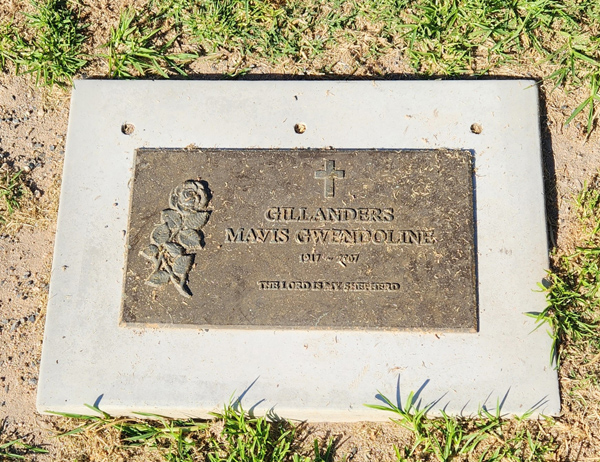 GILLANDERS
MAVIS GWENDOLINE
1917 ~ 2007
THE LORD IS MY SHEPHERD